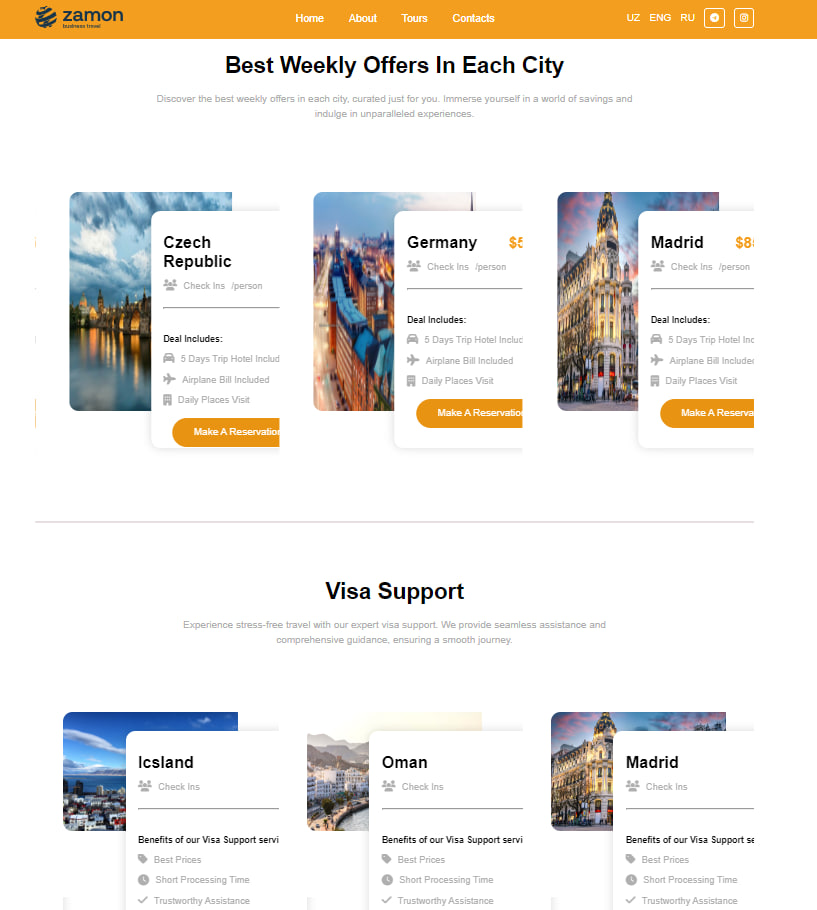 zamon
business travel
Home About Tours Contacts
UZ ENG RU
Best Weekly Offers In Each City
Discover the best weekly offers in each city, curated just for you. Immerse yourself in a world of savings and
indulge in unparalleled experiences.
Czech
Republic
Check Ins /person
Deal Includes:
5 Days Trip Hotel Includ
Airplane Bill Included
Daily Places Visit
Make A Reservation
Germany $5
Check Ins /person
Deal Includes:
5 Days Trip Hotel Includ
Airplane Bill Included
Daily Places Visit
Make A Reservation
Madrid $8
Check Ins /person
Deal Includes:
5 Days Trip Hotel Inc
Airplane Bill Included
Daily Places Visit
Make A Reserva
Visa Support
Experience stress-free travel with our expert visa support. We provide seamless assistance and
comprehensive guidance, ensuring a smooth journey.
Icsland
Check Ins
Benefits of our Visa Support servi
Best Prices
Short Processing Time
Trustworthy Assistance
Oman
Check Ins
Benefits of our Visa Support servi
Best Prices
Short Processing Time
Trustworthy Assistance
Madrid
Check Ins
Benefits of our Visa Support se
Best Prices
Short Processing Time
Trustworthy Assistance